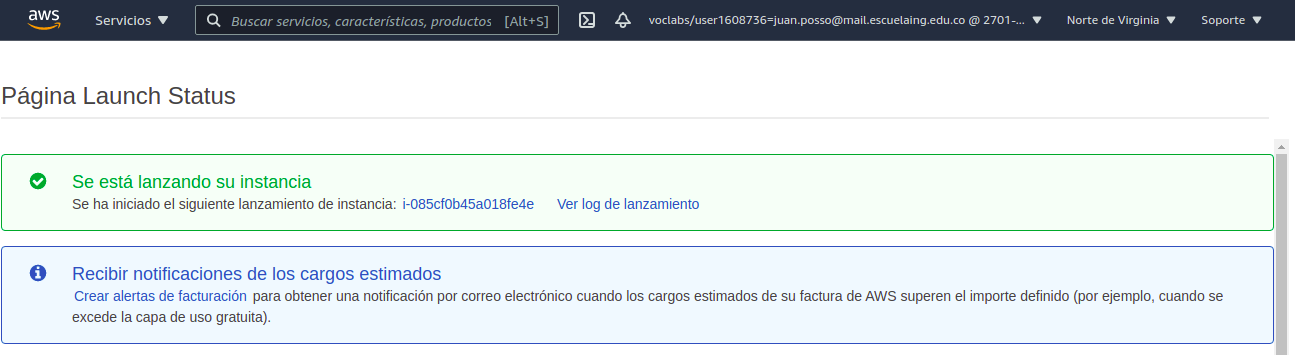 aws Servicios Buscar servicios, características, productos [Alt+S] voclabs/user1608736=juan.posso@mail.escuelaing.edu.co @ 2701-... Norte de Virginia Soporte
Página Launch Status
Se está lanzando su instancia
Se ha iniciado el siguiente lanzamiento de instancia: i-085cf0b45a018fe4e Ver log de lanzamiento
Recibir notificaciones de los cargos estimados
Crear alertas de facturación para obtener una notificación por correo electrónico cuando los cargos estimados de su factura de AWS superen el importe definido (por ejemplo, cuando se
excede la capa de uso gratuita).